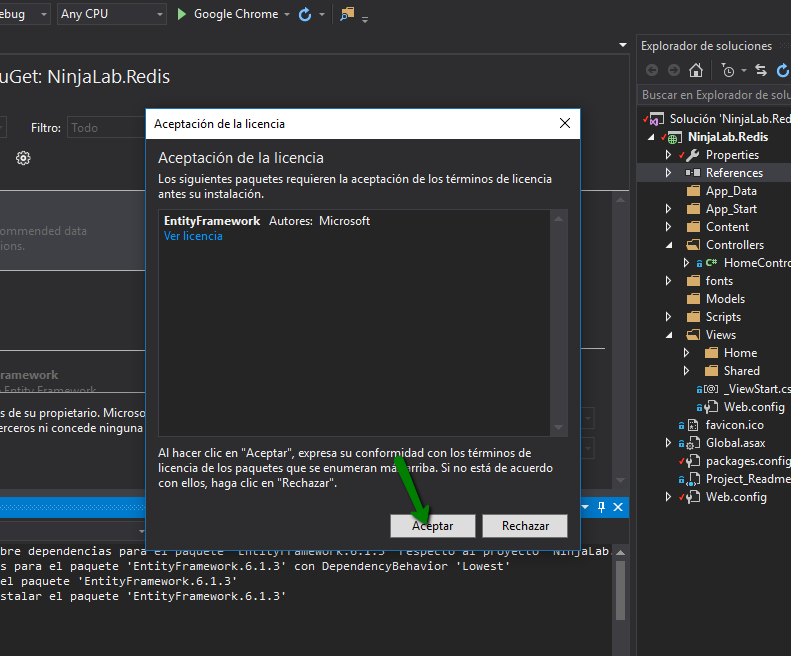 ebug Any CPU Google Chrome
uGet: NinjaLab.Redis
Filtro: Todo
ommended data
ions.
ramework
Entity Framework
s de su propietario. Microso
erceros ni concede ninguna
Aceptación de la licencia
Aceptación de la licencia
Los siguientes paquetes requieren la aceptación de los términos de licencia
antes su instalación.
EntityFramework Autores: Microsoft
Ver licencia
Al hacer clic en "Aceptar", expresa su conformidad con los términos de
licencia de los paquetes que se enumeran más arriba. Si no está de acuerdo
con ellos, haga clic en "Rechazar".
Aceptar Rechazar
bre dependencias para el paquete 'EntityFramework.6.1.3' respecto al proyecto 'NinjaLab.
s para el paquete 'EntityFramework.6.1.3' con DependencyBehavior 'Lowest'
el paquete 'EntityFramework.6.1.3'
stalar el paquete 'EntityFramework.6.1.3'
Explorador de soluciones
Buscar en Explorador de solu
Solución 'NinjaLab.Red
NinjaLab.Redis
Properties
References
App_Data
App_Start
Content
Controllers
C# HomeContro
fonts
Models
Scripts
Views
Home
Shared
_ViewStart.cs
Web.config
favicon.ico
Global.asax
packages.config
Project_Readme
Web.config